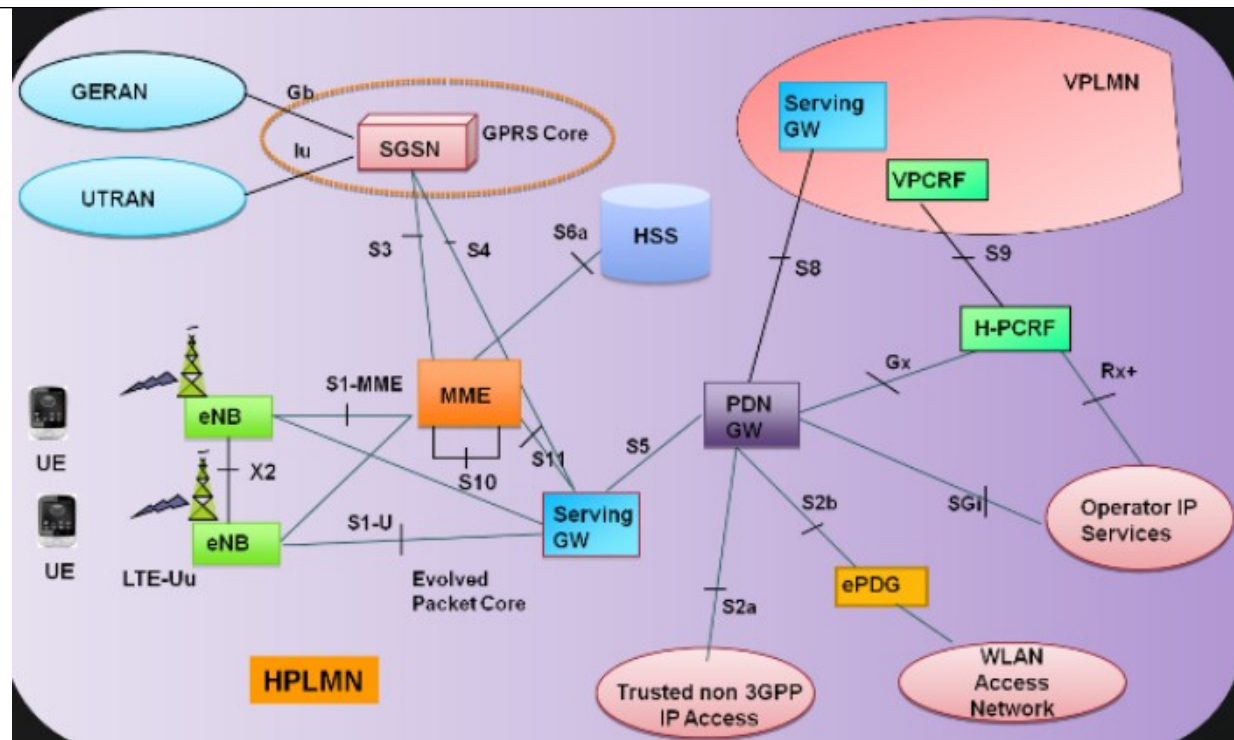 GERAN
Gb
Iu
UTRAN
SGSN
GPRS Core
Serving
GW
VPLMN
VPCRF
S3
S4
S6a
HSS
S8
S9
H-PCRF
Gx
Rx+
S1-MME
MME
PDN
GW
eNB
UE
X2
S10
S11
S5
eNB
UE
LTE-Uu
S1-U
Serving
GW
Evolved
Packet Core
S2b
SGi
Operator IP
Services
ePDG
S2a
HPLMN
Trusted non 3GPP
IP Access
WLAN
Access
Network